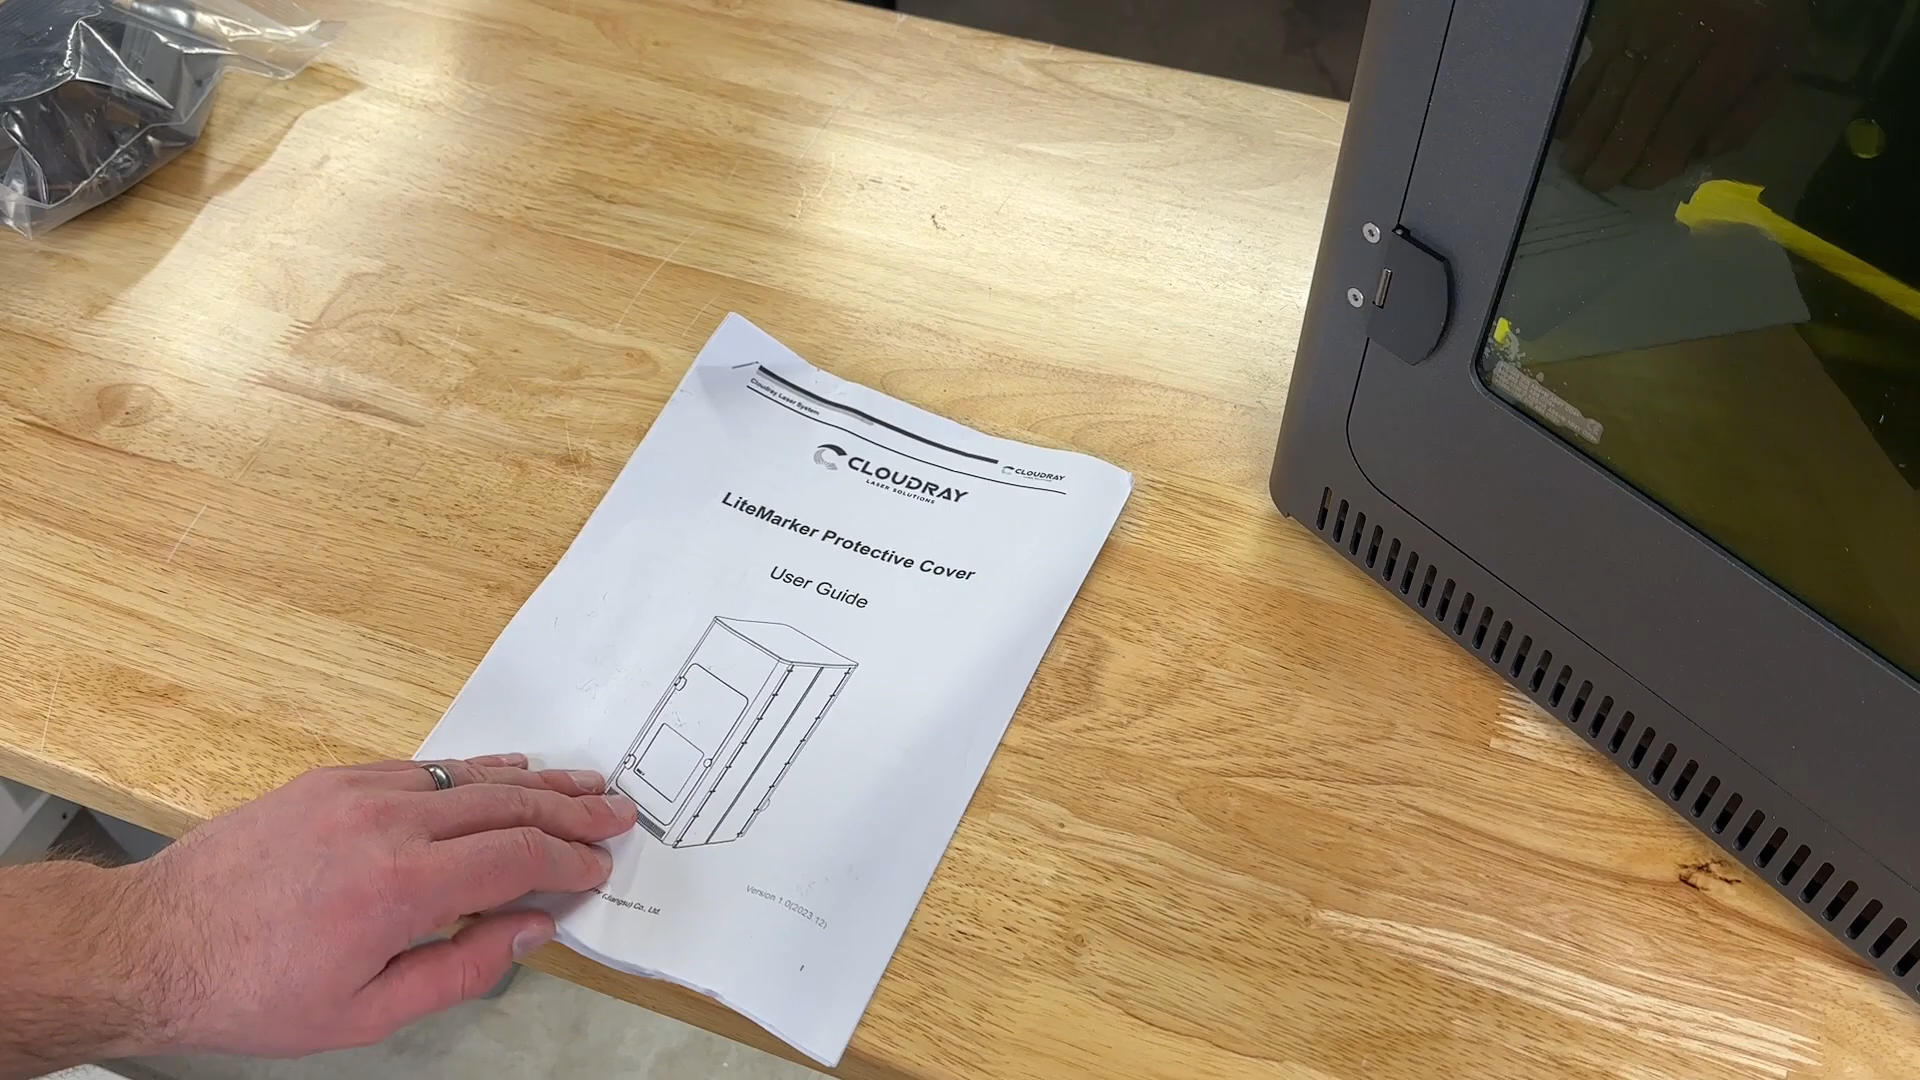 Cloudray Laser System
CLOUDRAY
CLOUDRAY
LASER SOLUTIONS
LiteMarker Protective Cover
User Guide
(Jiangsu) Co., Ltd.
Version 1.0(2023.12)
I